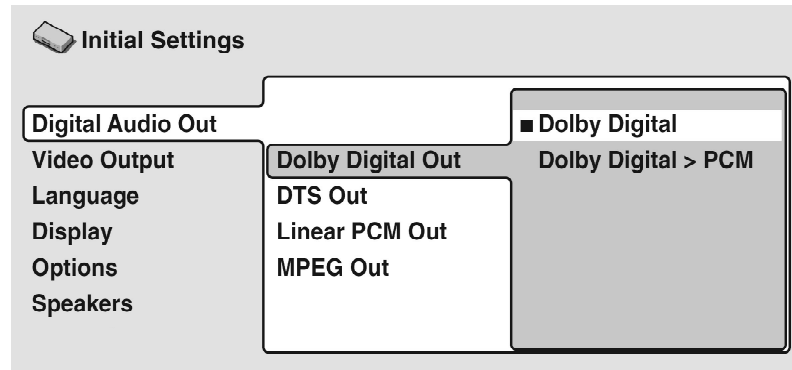 Initial Settings
Digital Audio Out
Video Output
Language
Display
Options
Speakers
Dolby Digital Out
DTS Out
Linear PCM Out
MPEG Out
■ Dolby Digital
Dolby Digital > PCM